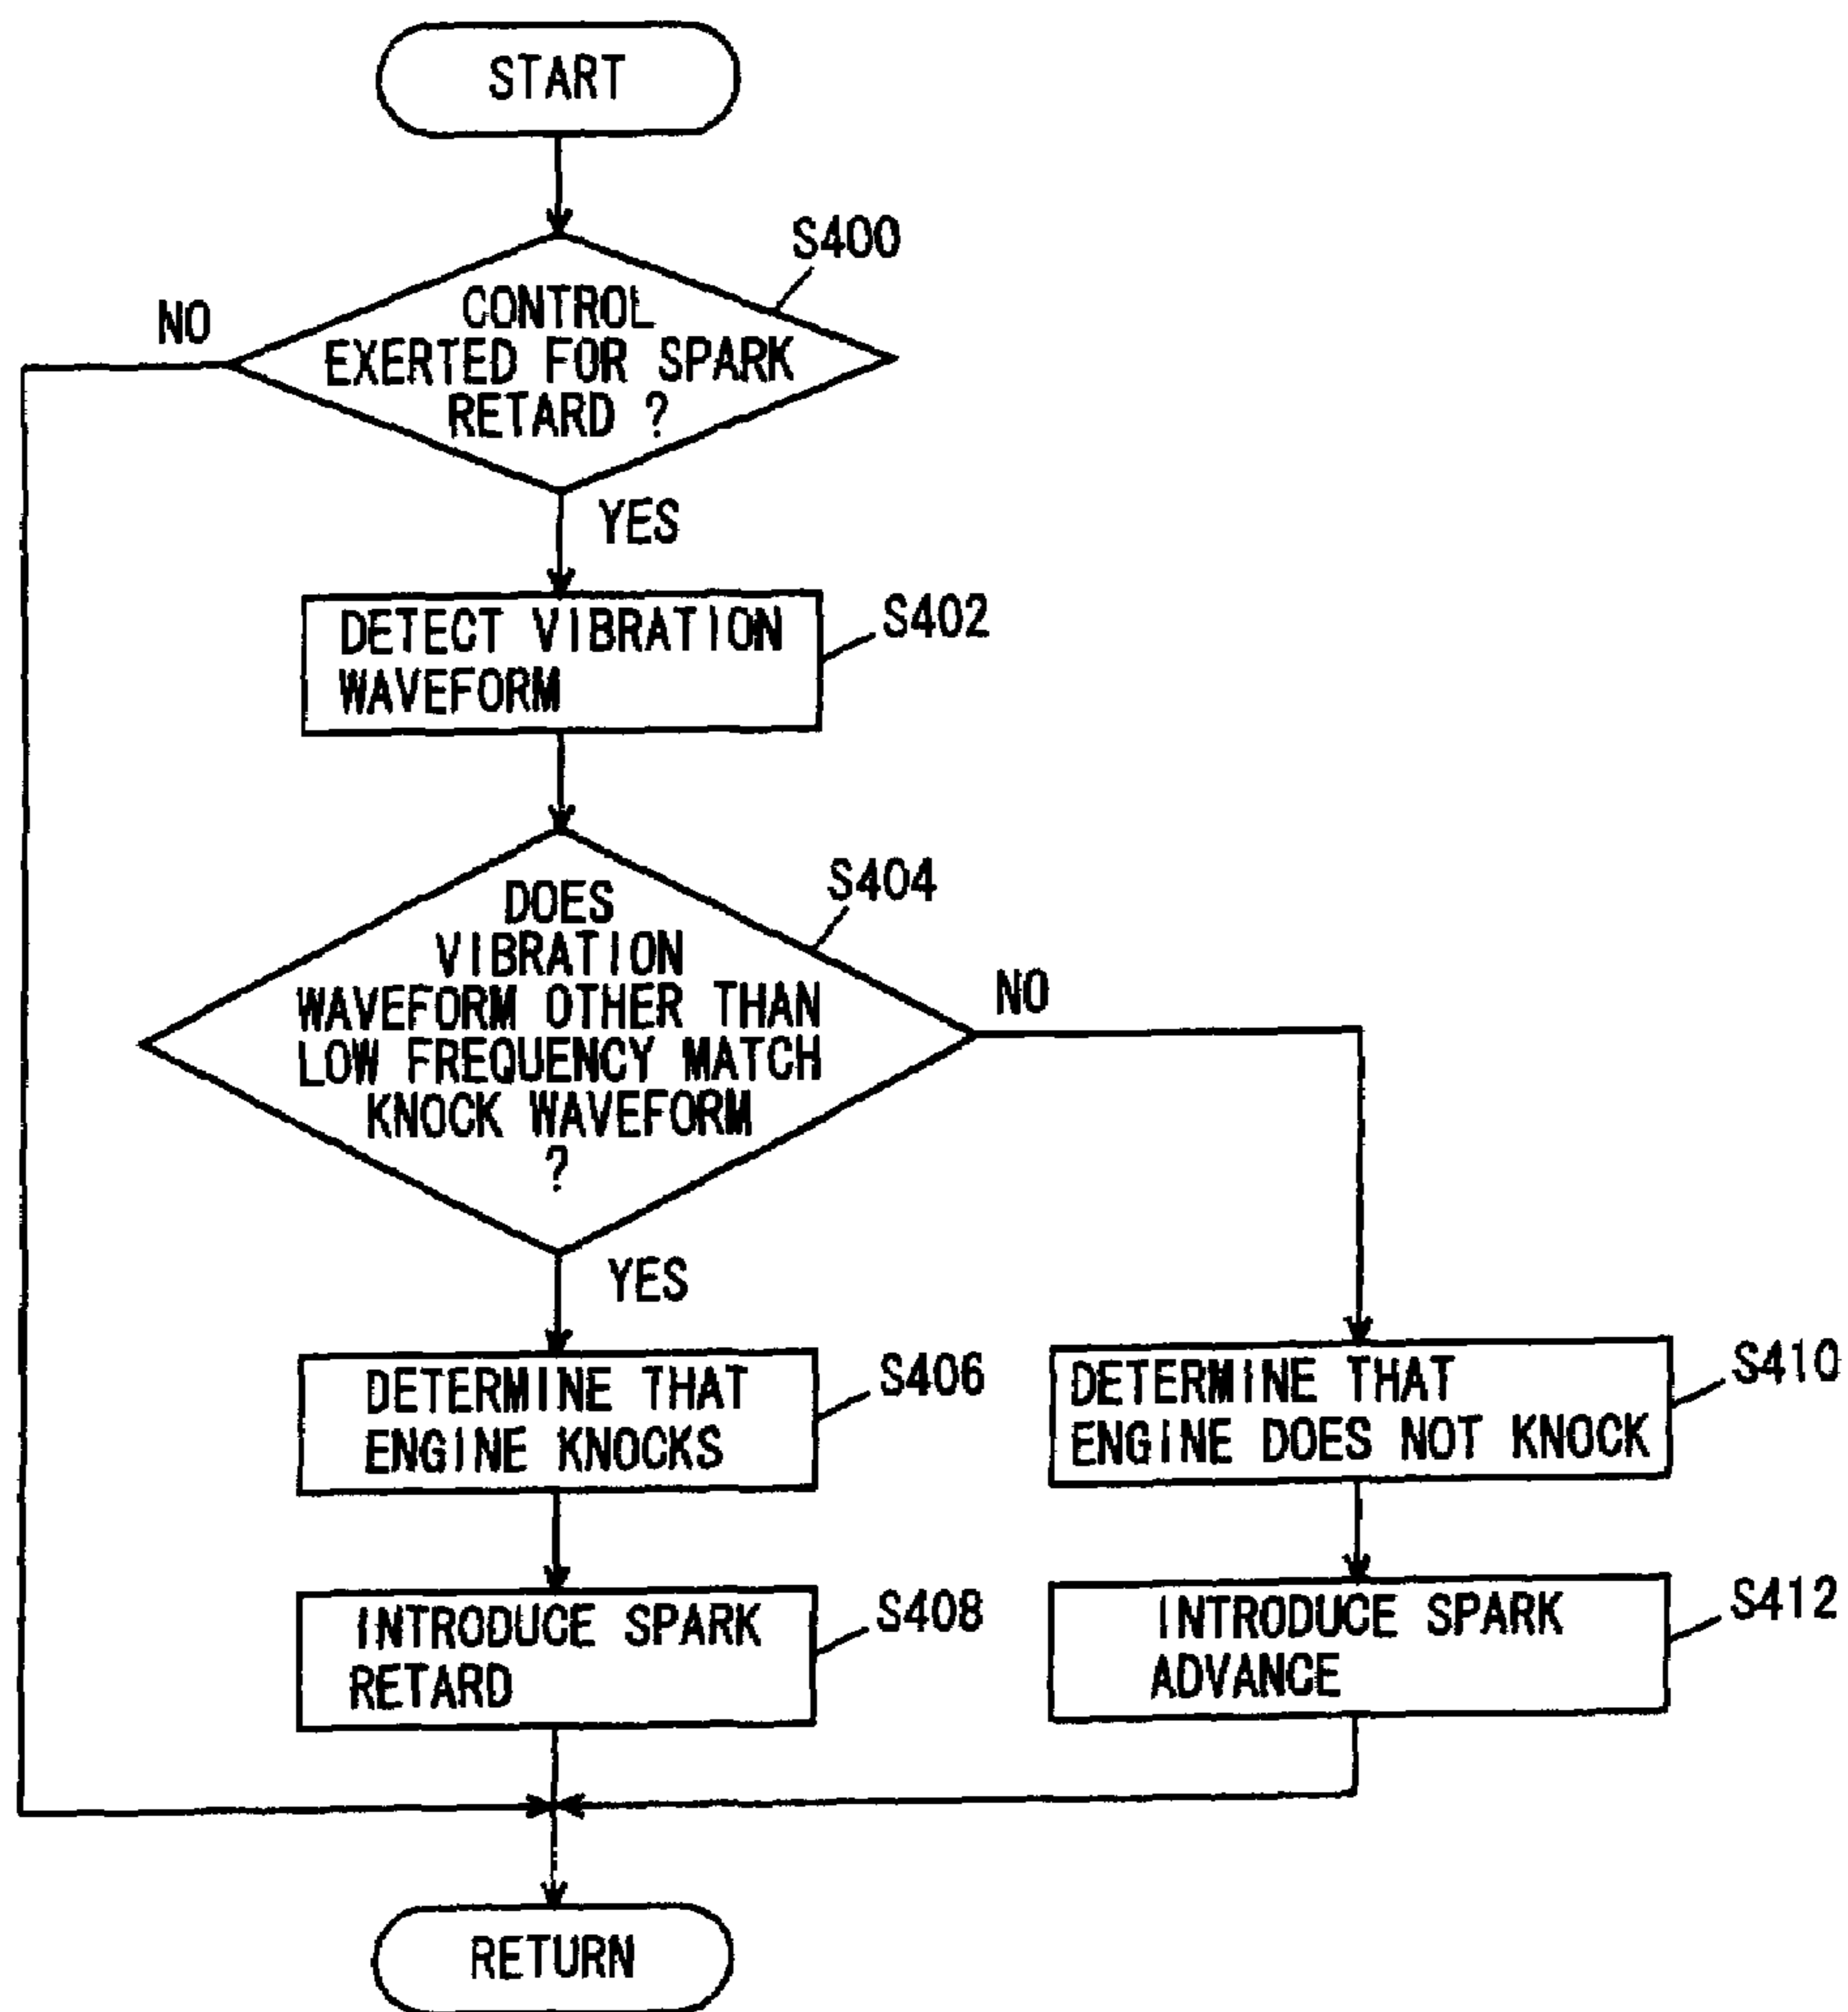 START
S400
NO
CONTROL
EXERTED FOR SPARK
RETARD ?
YES
DETECT VIBRATION
WAVEFORM
S402
S404
DOES
VIBRATION
WAVEFORM OTHER THAN
LOW FREQUENCY MATCH
KNOCK WAVEFORM
?
NO
YES
DETERMINE THAT
ENGINE KNOCKS
S406
DETERMINE THAT
ENGINE DOES NOT KNOCK
S410
INTRODUCE SPARK
RETARD
S408
INTRODUCE SPARK
ADVANCE
S412
RETURN